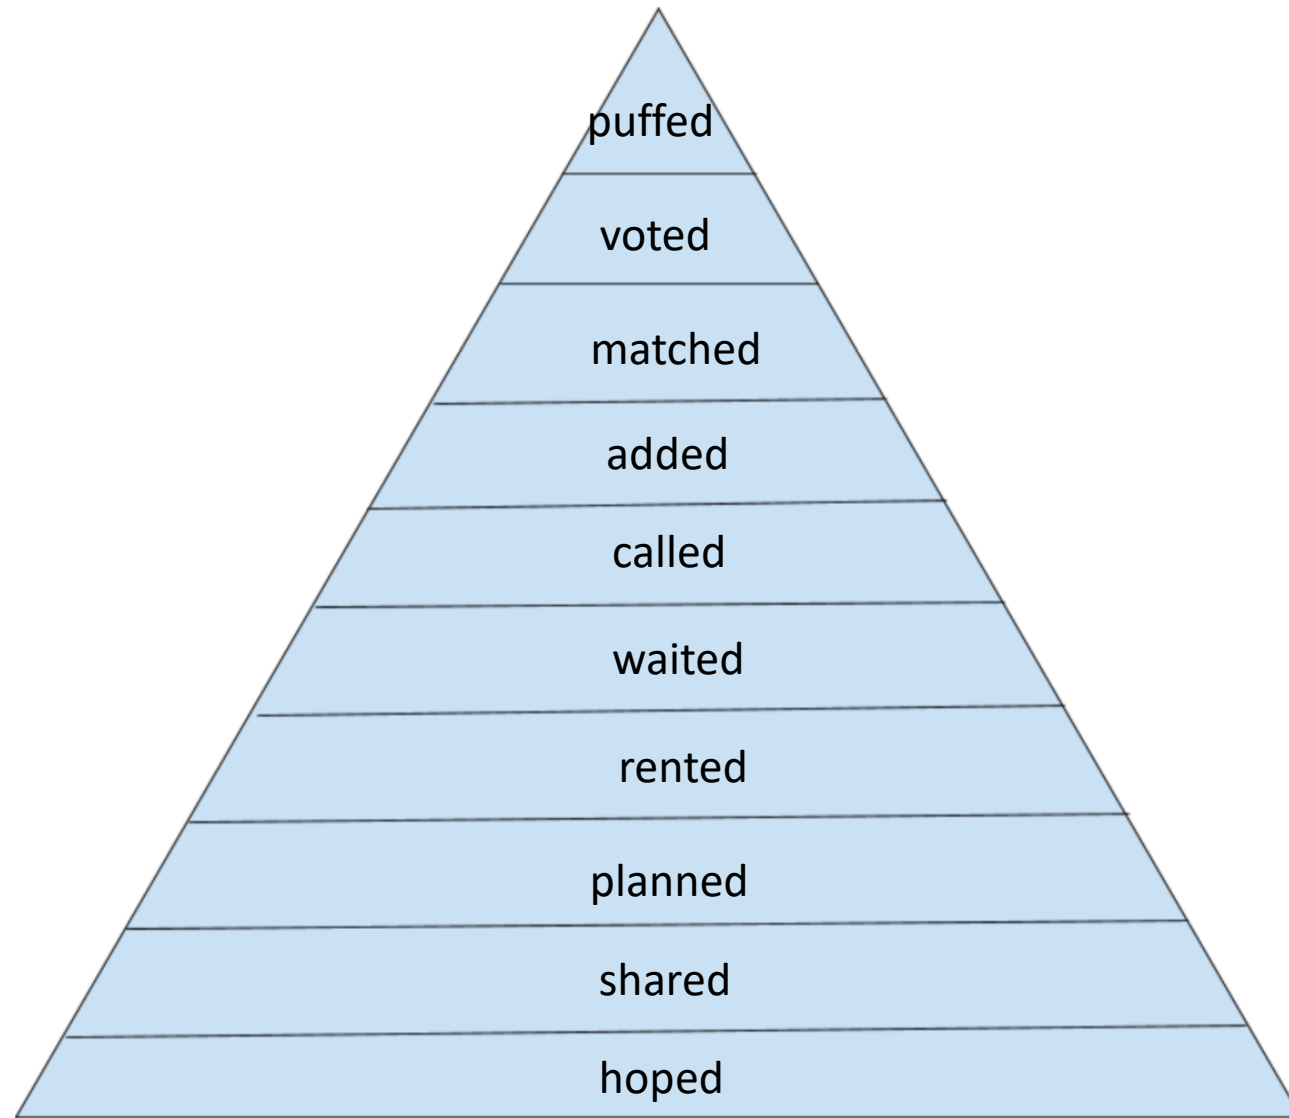 puffed
voted
matched
added
called
waited
rented
planned
shared
hoped